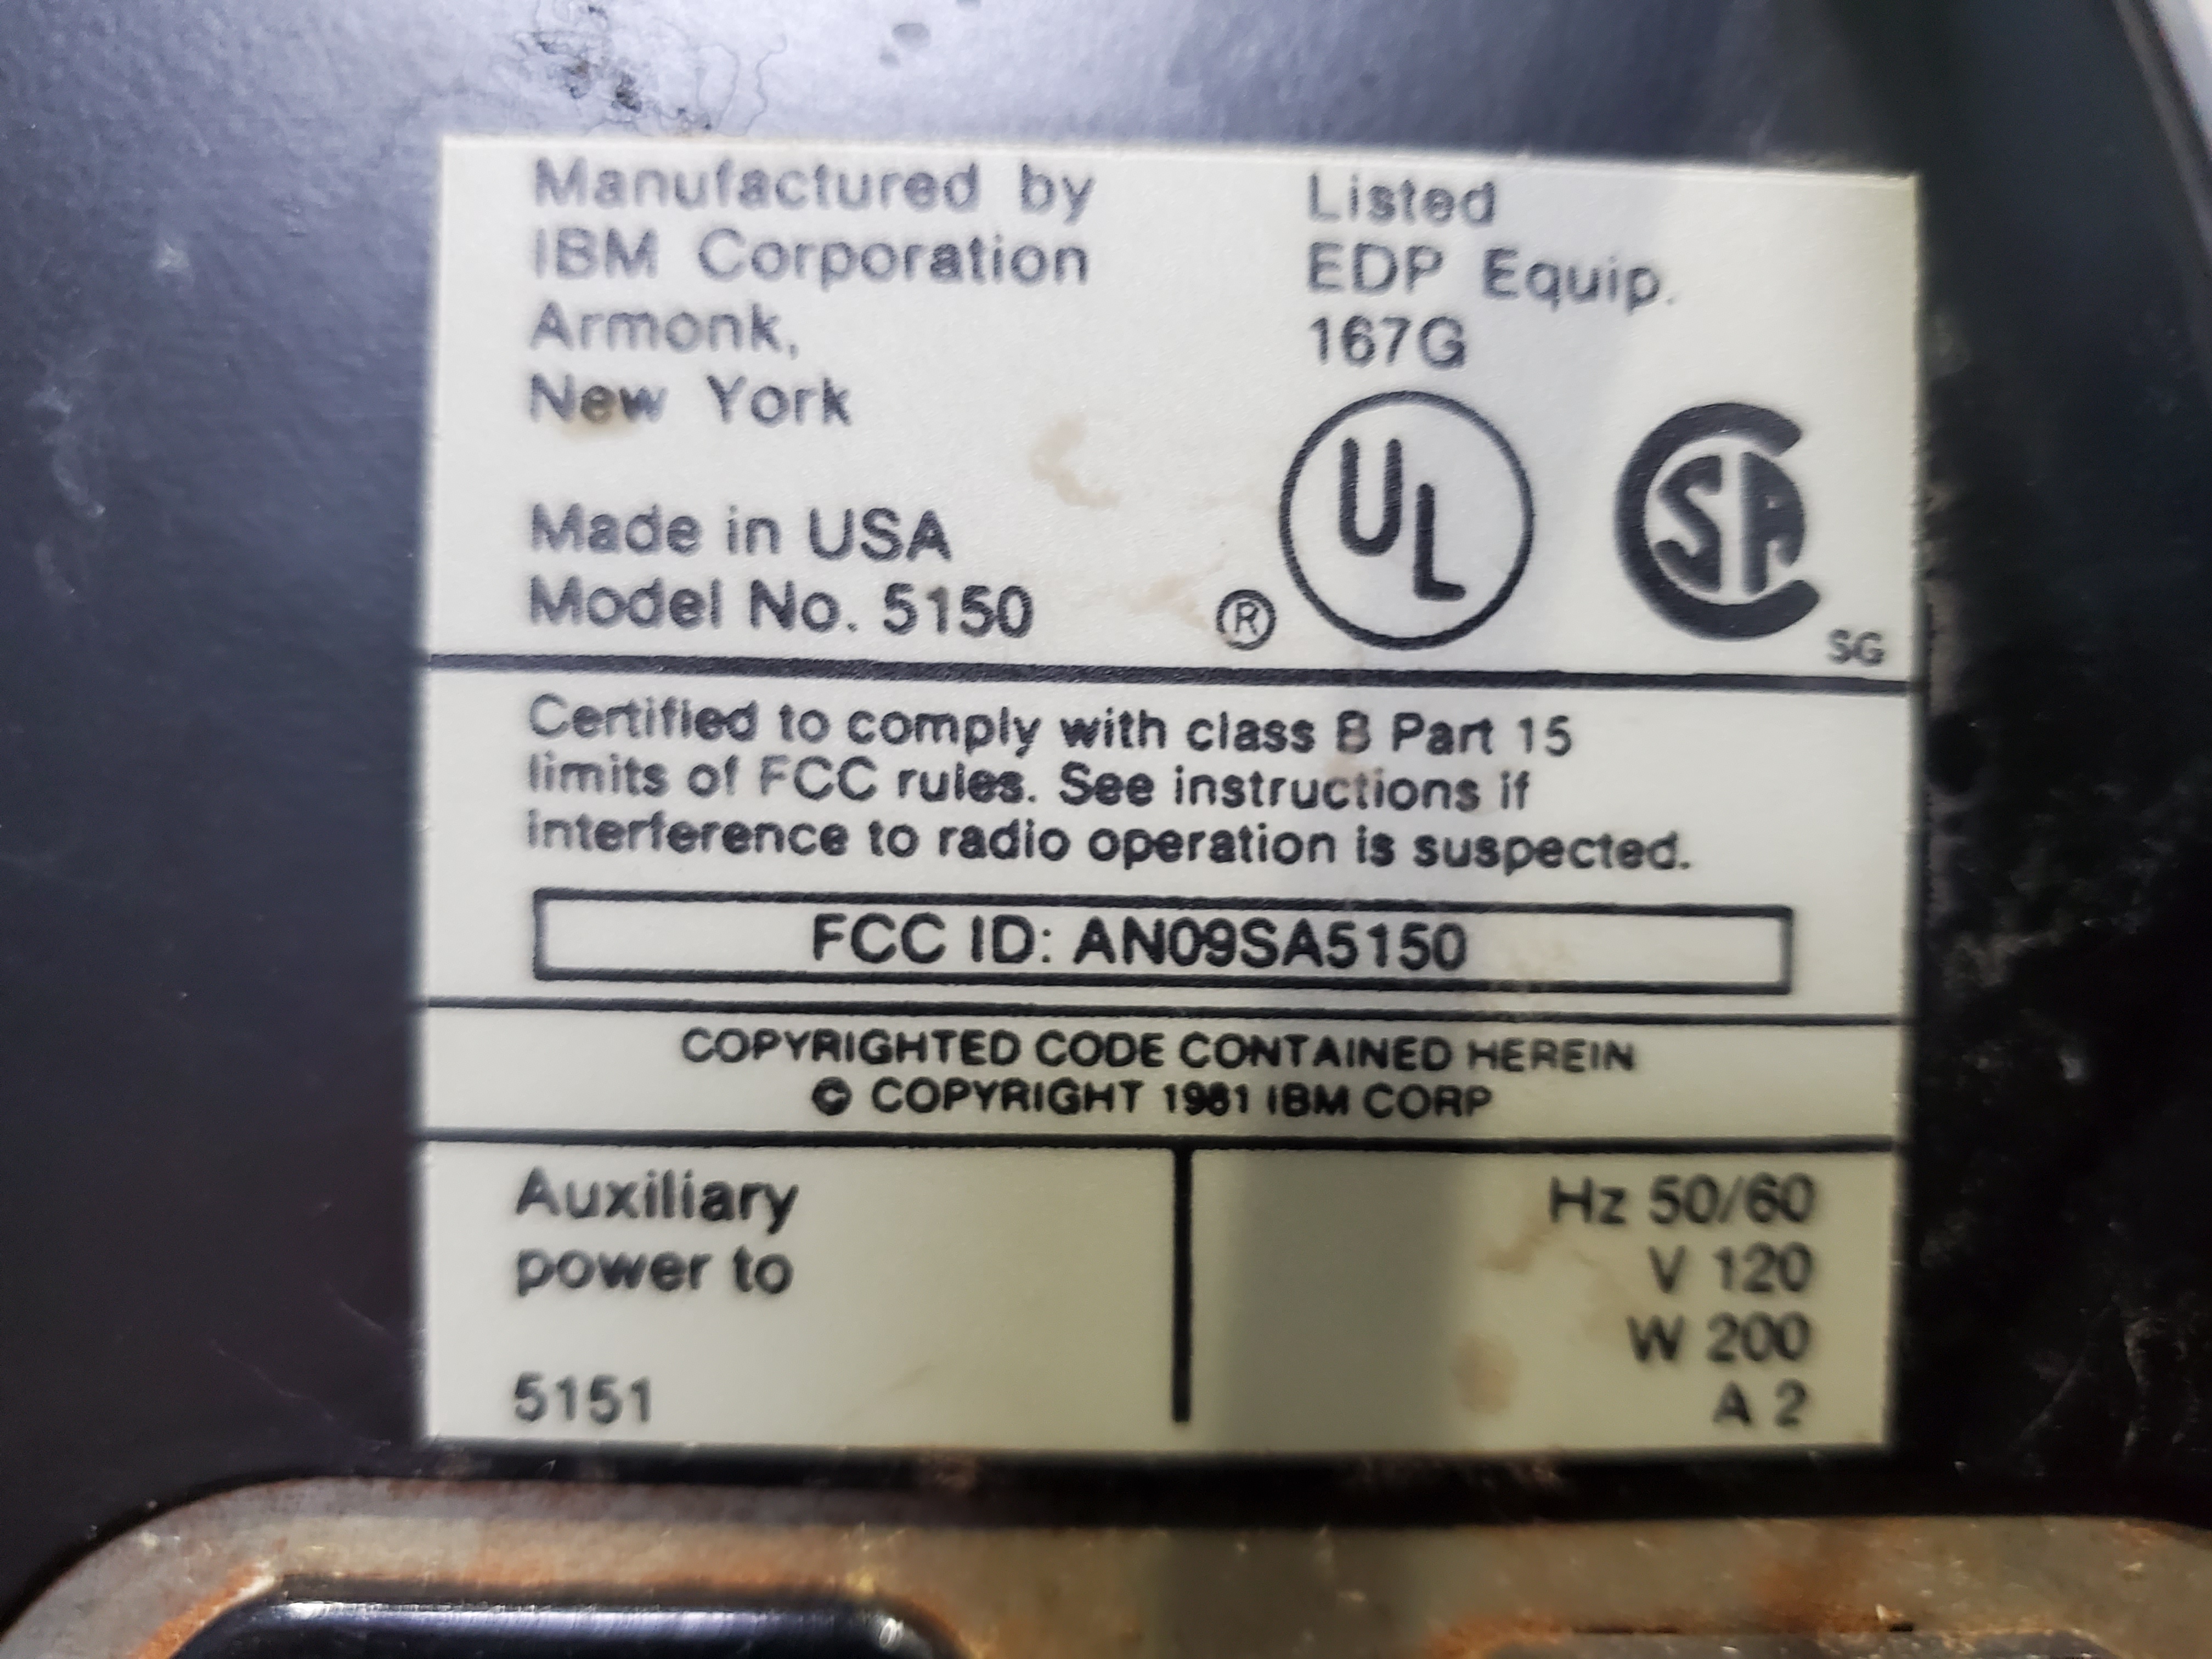 Manufactured by
IBM Corporation
Armonk,
New York
Made in USA
Model No. 5150
Listed
EDP Equip.
167G
® UL
CSA
SG
Certified to comply with class B Part 15
limits of FCC rules. See instructions if
interference to radio operation is suspected.
FCC ID: AN09SA5150
COPYRIGHTED CODE CONTAINED HEREIN
© COPYRIGHT 1981 IBM CORP
Auxiliary
power to
5151
Hz 50/60
V 120
W 200
A 2